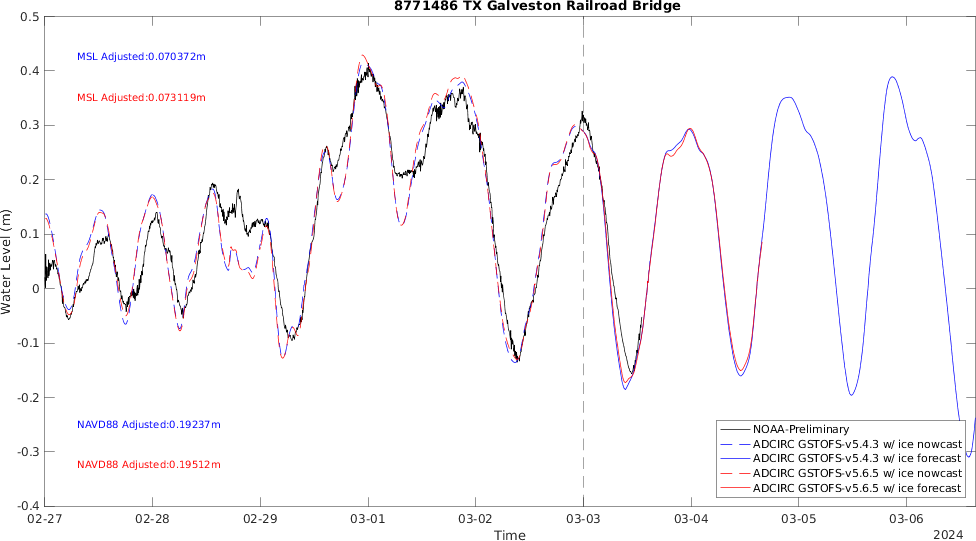 8771486 TX Galveston Railroad Bridge
0.5
0.4
0.3
0.2
0.1
0
-0.1
-0.2
-0.3
-0.4
Water Level (m)
MSL Adjusted:0.070372m
MSL Adjusted:0.073119m
NAVD88 Adjusted:0.19237m
NAVD88 Adjusted:0.19512m
NOAA-Preliminary
ADCIRC GSTOFS-v5.4.3 w/ ice nowcast
ADCIRC GSTOFS-v5.4.3 w/ ice forecast
ADCIRC GSTOFS-v5.6.5 w/ ice nowcast
ADCIRC GSTOFS-v5.6.5 w/ ice forecast
02-27 02-28 02-29 03-01 03-02 03-03 03-04 03-05 03-06
Time
2024